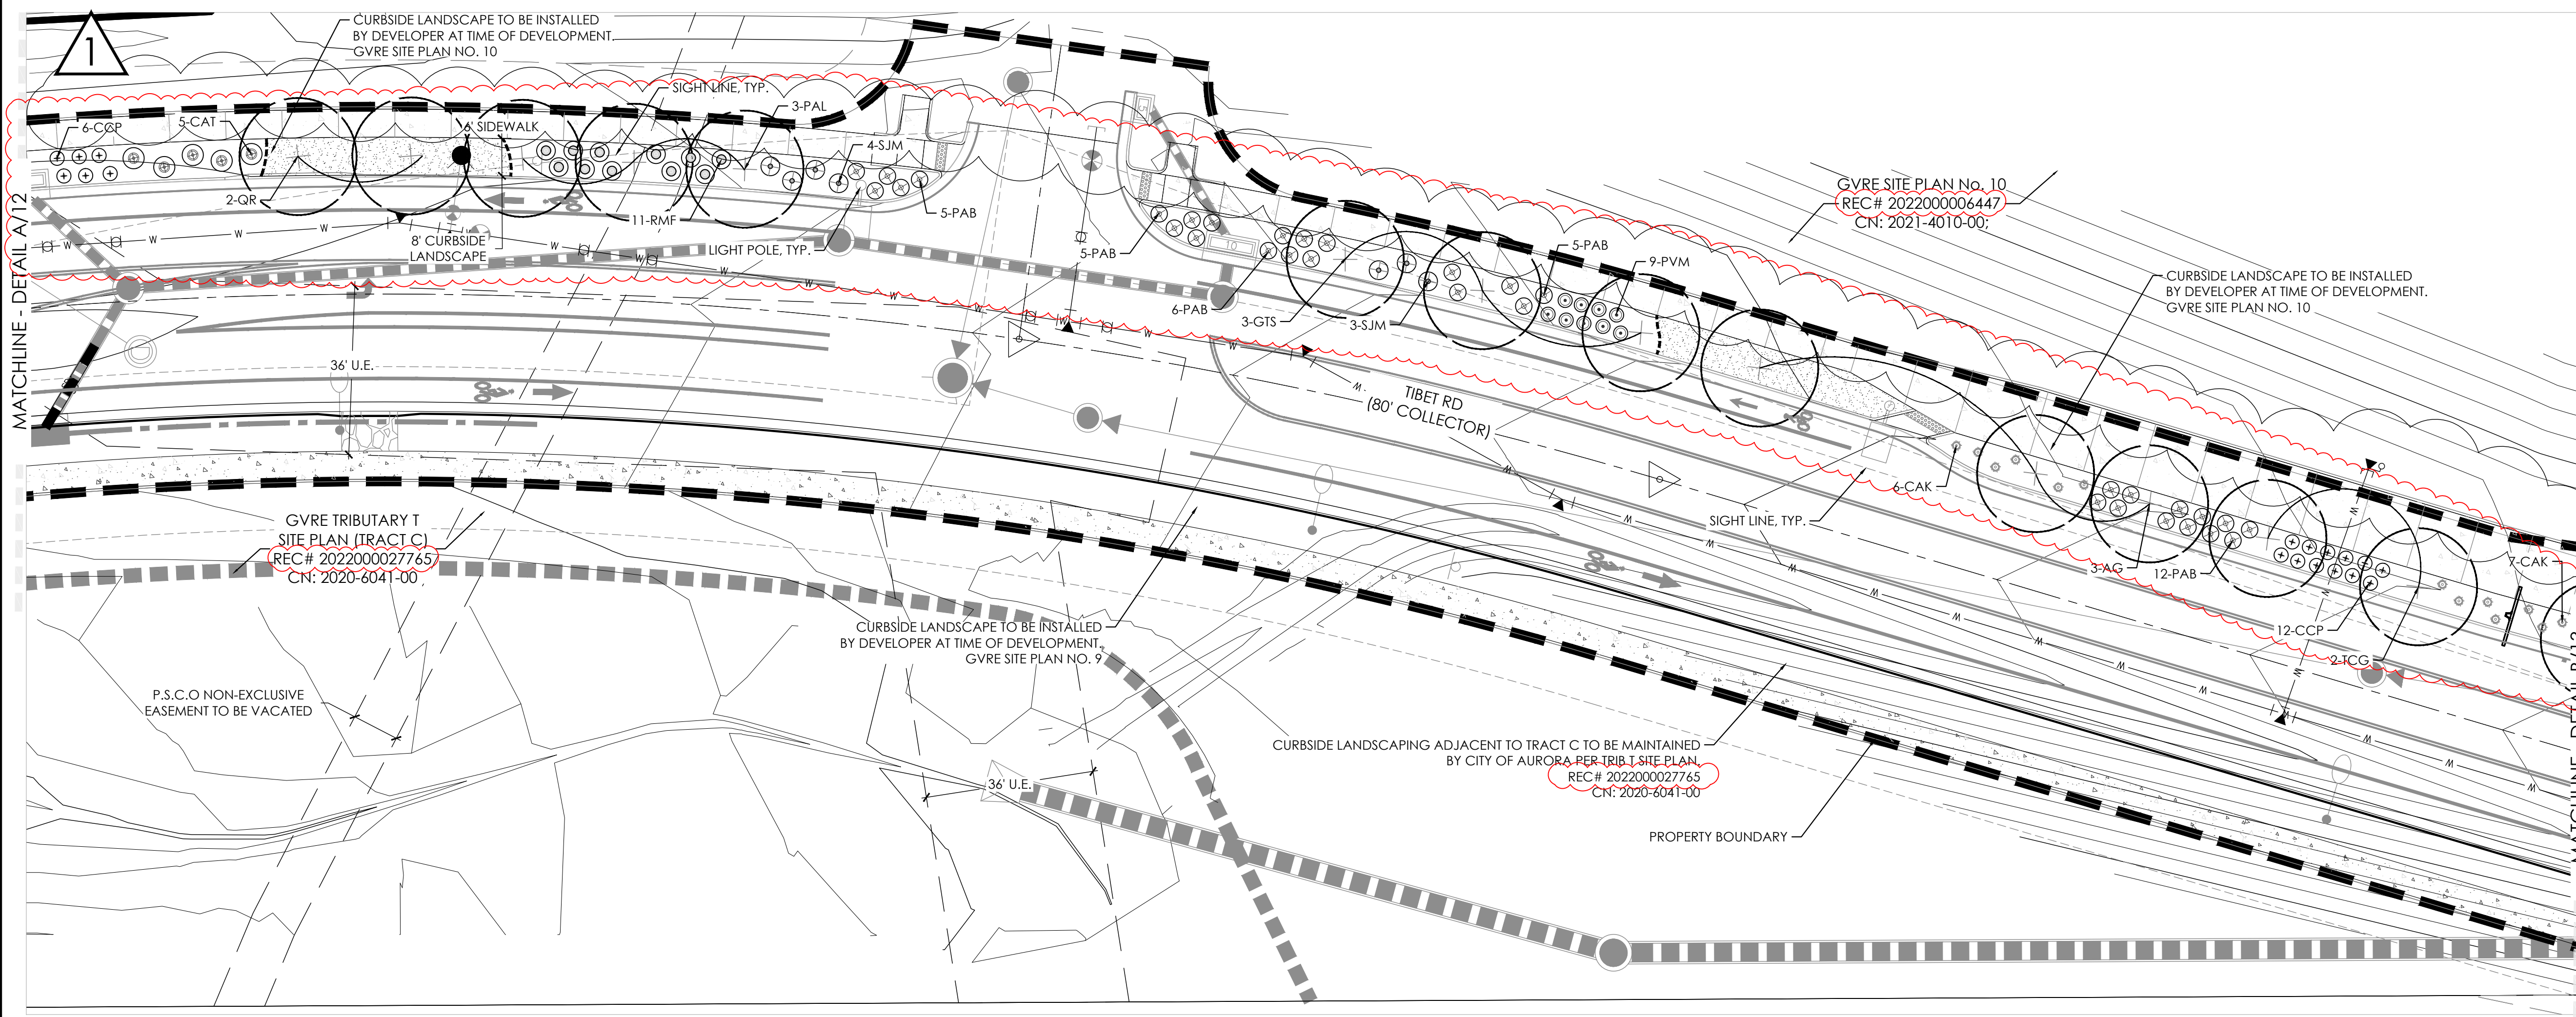 1
CURBSIDE LANDSCAPE TO BE INSTALLED
BY DEVELOPER AT TIME OF DEVELOPMENT.
GVRE SITE PLAN NO. 10
SIGHT LINE, TYP.
3-PAL
6-CCP
5-CAT
6' SIDEWALK
4-SJM
2-QR
11-RMF
5-PAB
8' CURBSIDE
LANDSCAPE
LIGHT POLE, TYP.
MATCHLINE - DETAIL A/12
36' U.E.
5-PAB
10
6-PAB
3-GTS
3-SJM
5-PAB
9-PVM
GVRE SITE PLAN No. 10
REC# 2022000006447
CN: 2021-4010-00;
CURBSIDE LANDSCAPE TO BE INSTALLED
BY DEVELOPER AT TIME OF DEVELOPMENT.
GVRE SITE PLAN NO. 10
TIBET RD
(80' COLLECTOR)
6-CAK
SIGHT LINE, TYP.
3-AG
12-PAB
7-CAK
12-CCP
2-TCG
GVRE TRIBUTARY T
SITE PLAN (TRACT C)
REC# 2022000027765
CN: 2020-6041-00
CURBSIDE LANDSCAPE TO BE INSTALLED
BY DEVELOPER AT TIME OF DEVELOPMENT.
GVRE SITE PLAN NO. 9
P.S.C.O NON-EXCLUSIVE
EASEMENT TO BE VACATED
36' U.E.
CURBSIDE LANDSCAPING ADJACENT TO TRACT C TO BE MAINTAINED
BY CITY OF AURORA PER TRIB T SITE PLAN,
REC# 2022000027765
CN: 2020-6041-00
PROPERTY BOUNDARY